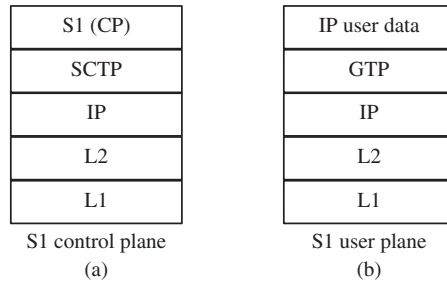 S1 (CP)
SCTP
IP
L2
L1
S1 control plane
(a)
IP user data
GTP
IP
L2
L1
S1 user plane
(b)